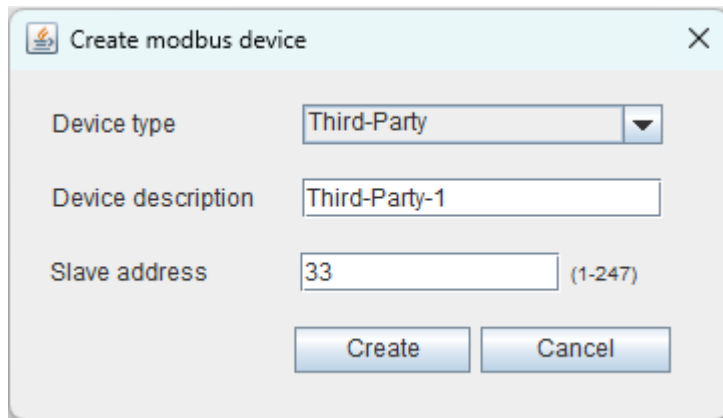 Create modbus device
Device type Third-Party
Device description Third-Party-1
Slave address 33 (1-247)
Create Cancel